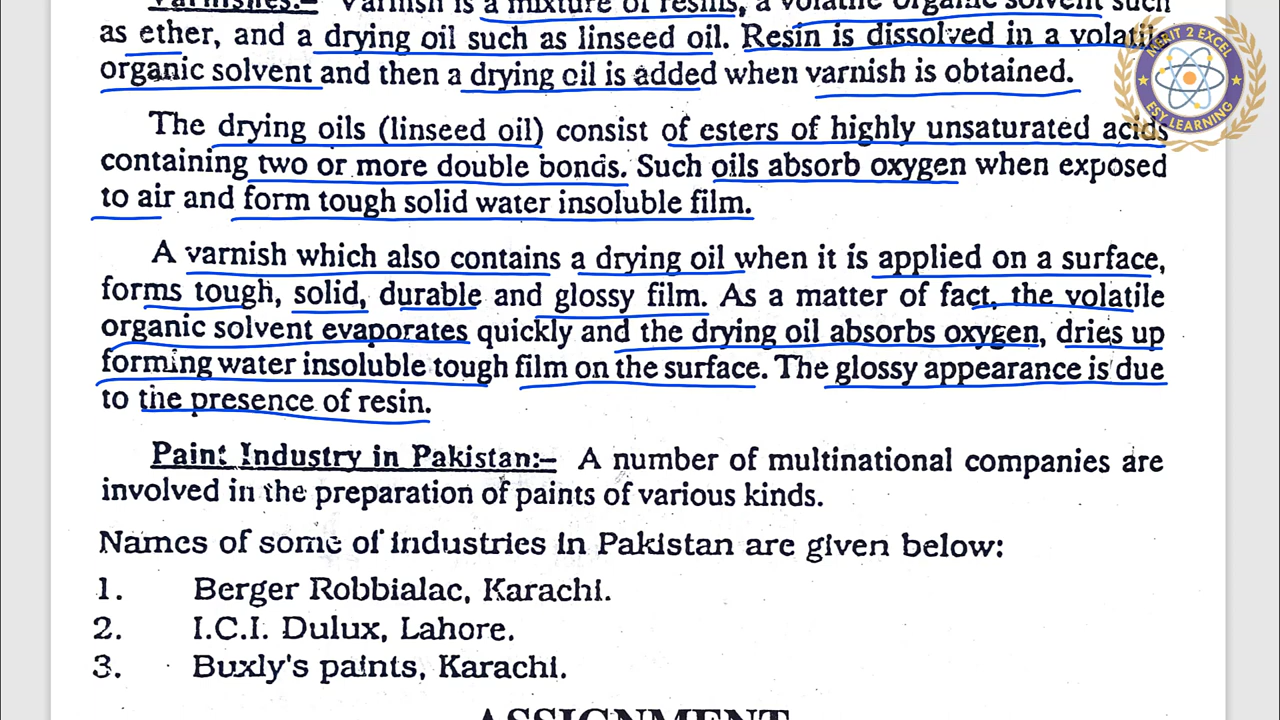 Varnishes:– Varnish is a mixture of resins, a volatile organic solvent such
as ether, and a drying oil such as linseed oil. Resin is dissolved in a volatile
organic solvent and then a drying oil is added when varnish is obtained.
The drying oils (linseed oil) consist of esters of highly unsaturated acids
containing two or more double bonds. Such oils absorb oxygen when exposed
to air and form tough solid water insoluble film.
A varnish which also contains a drying oil when it is applied on a surface,
forms tough, solid, durable and glossy film. As a matter of fact, the volatile
organic solvent evaporates quickly and the drying oil absorbs oxygen, dries up
forming water insoluble tough film on the surface. The glossy appearance is due
to the presence of resin.
Paint Industry in Pakistan:– A number of multinational companies are
involved in the preparation of paints of various kinds.
Names of some of industries in Pakistan are given below:
1. Berger Robbialac, Karachi.
2. I.C.I. Dulux, Lahore.
3. Buxly's paints, Karachi.
ASSIGNMENT
MERIT 2 EXCEL
ESY LEARNING